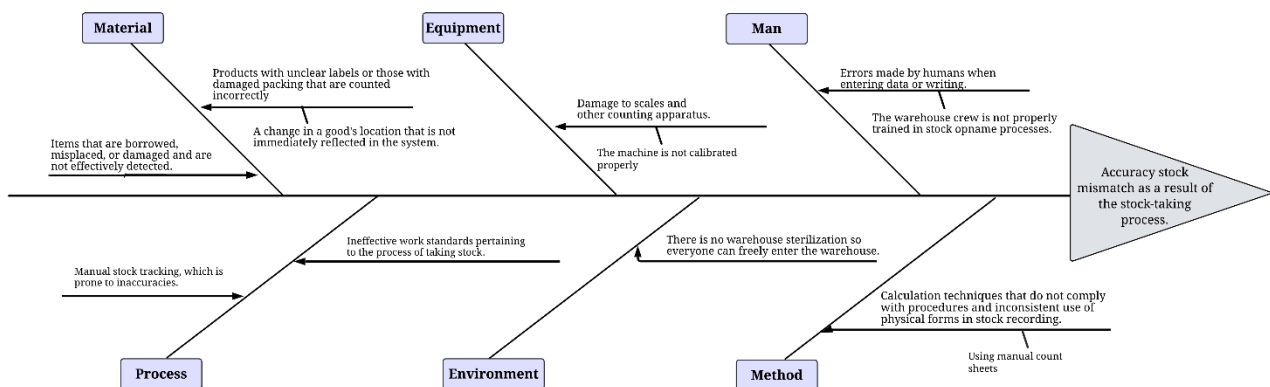 Material
Equipment
Man
Products with unclear labels or those with
damaged packing that are counted
incorrectly
A change in a good's location that is not
immediately reflected in the system.
Items that are borrowed,
misplaced, or damaged and are
not effectively detected.
Damage to scales and
other counting apparatus.
The machine is not calibrated
properly
Errors made by humans when
entering data or writing.
The warehouse crew is not properly
trained in stock opname processes.
Accuracy stock
mismatch as a result of
the stock-taking
process.
Ineffective work standards pertaining
to the process of taking stock.
Manual stock tracking, which is
prone to inaccuracies.
There is no warehouse sterilization so
everyone can freely enter the warehouse.
Calculation techniques that do not comply
with procedures and inconsistent use of
physical forms in stock recording.
Using manual count
sheets
Process
Environment
Method